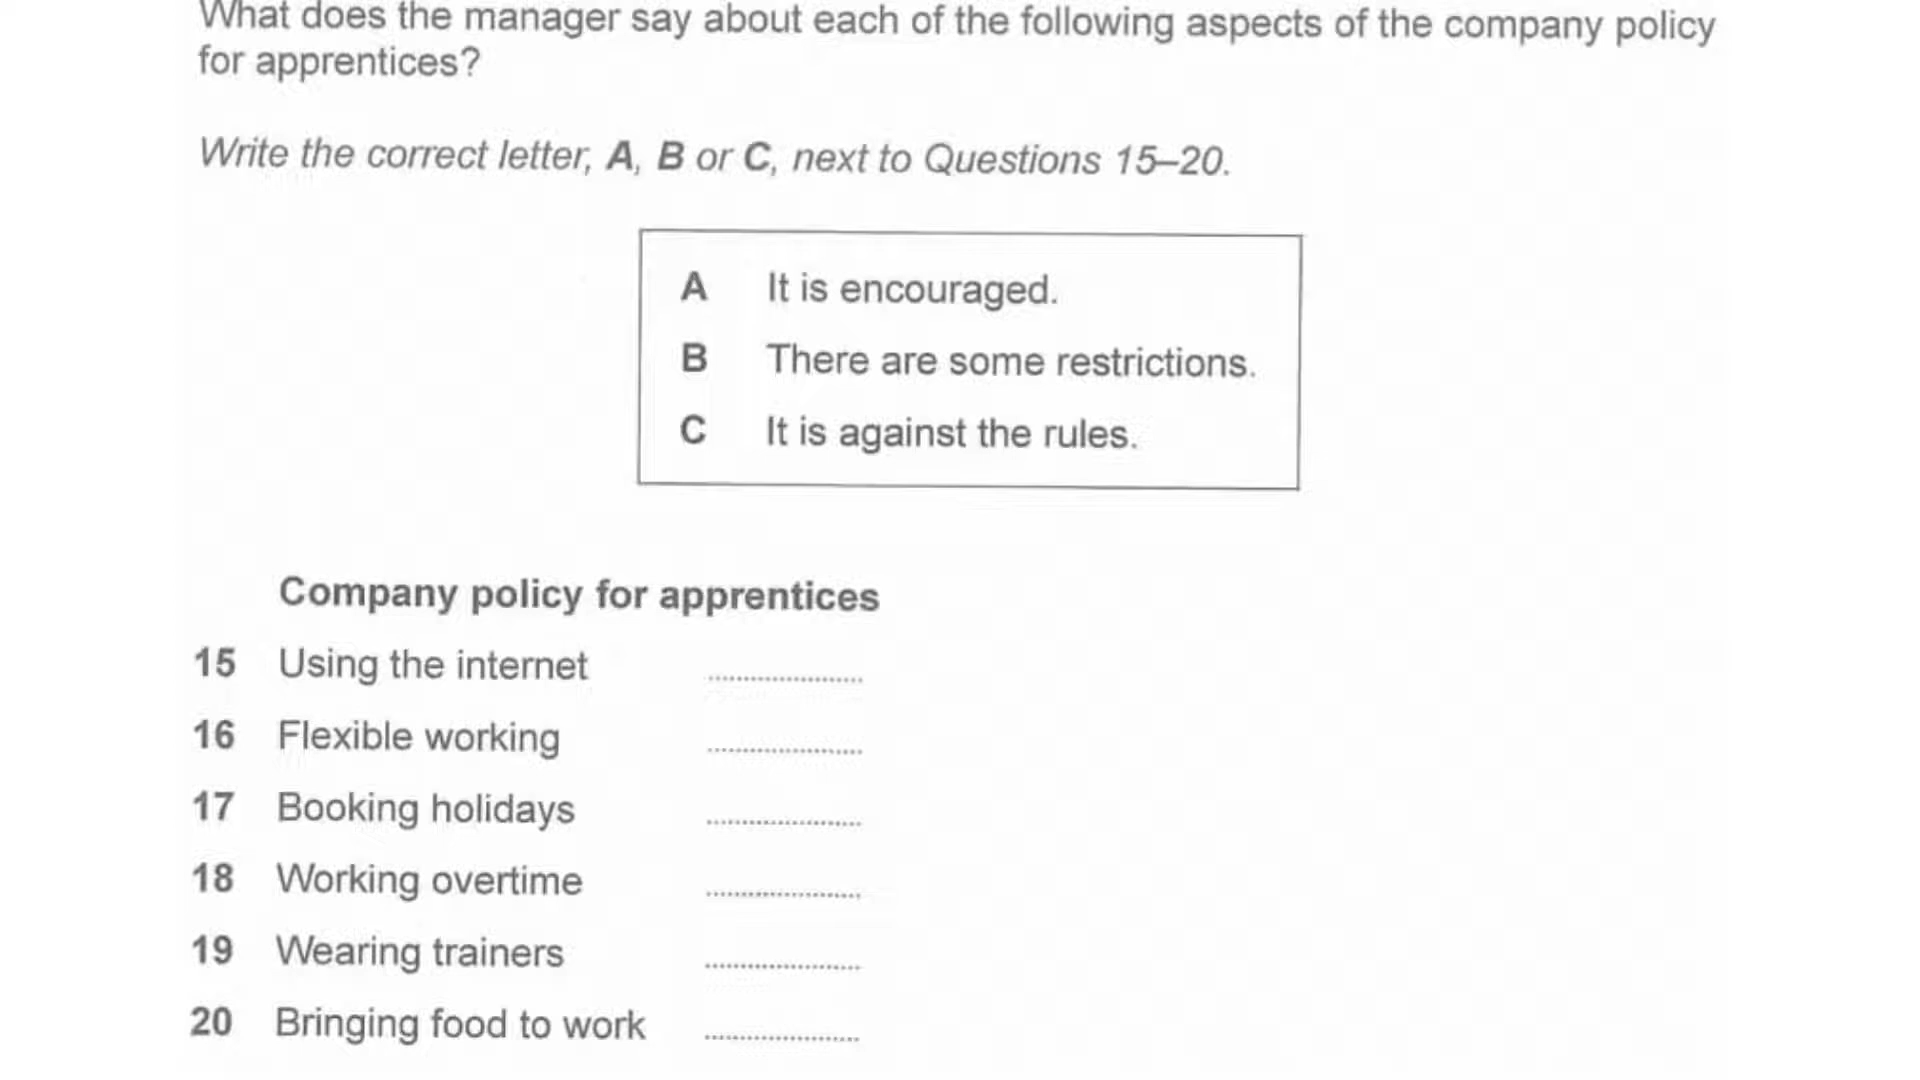 What does the manager say about each of the following aspects of the company policy
for apprentices?
Write the correct letter, A, B or C, next to Questions 15–20.
A It is encouraged.
B There are some restrictions.
C It is against the rules.
Company policy for apprentices
15 Using the internet ....................
16 Flexible working ....................
17 Booking holidays ....................
18 Working overtime ....................
19 Wearing trainers ....................
20 Bringing food to work ....................